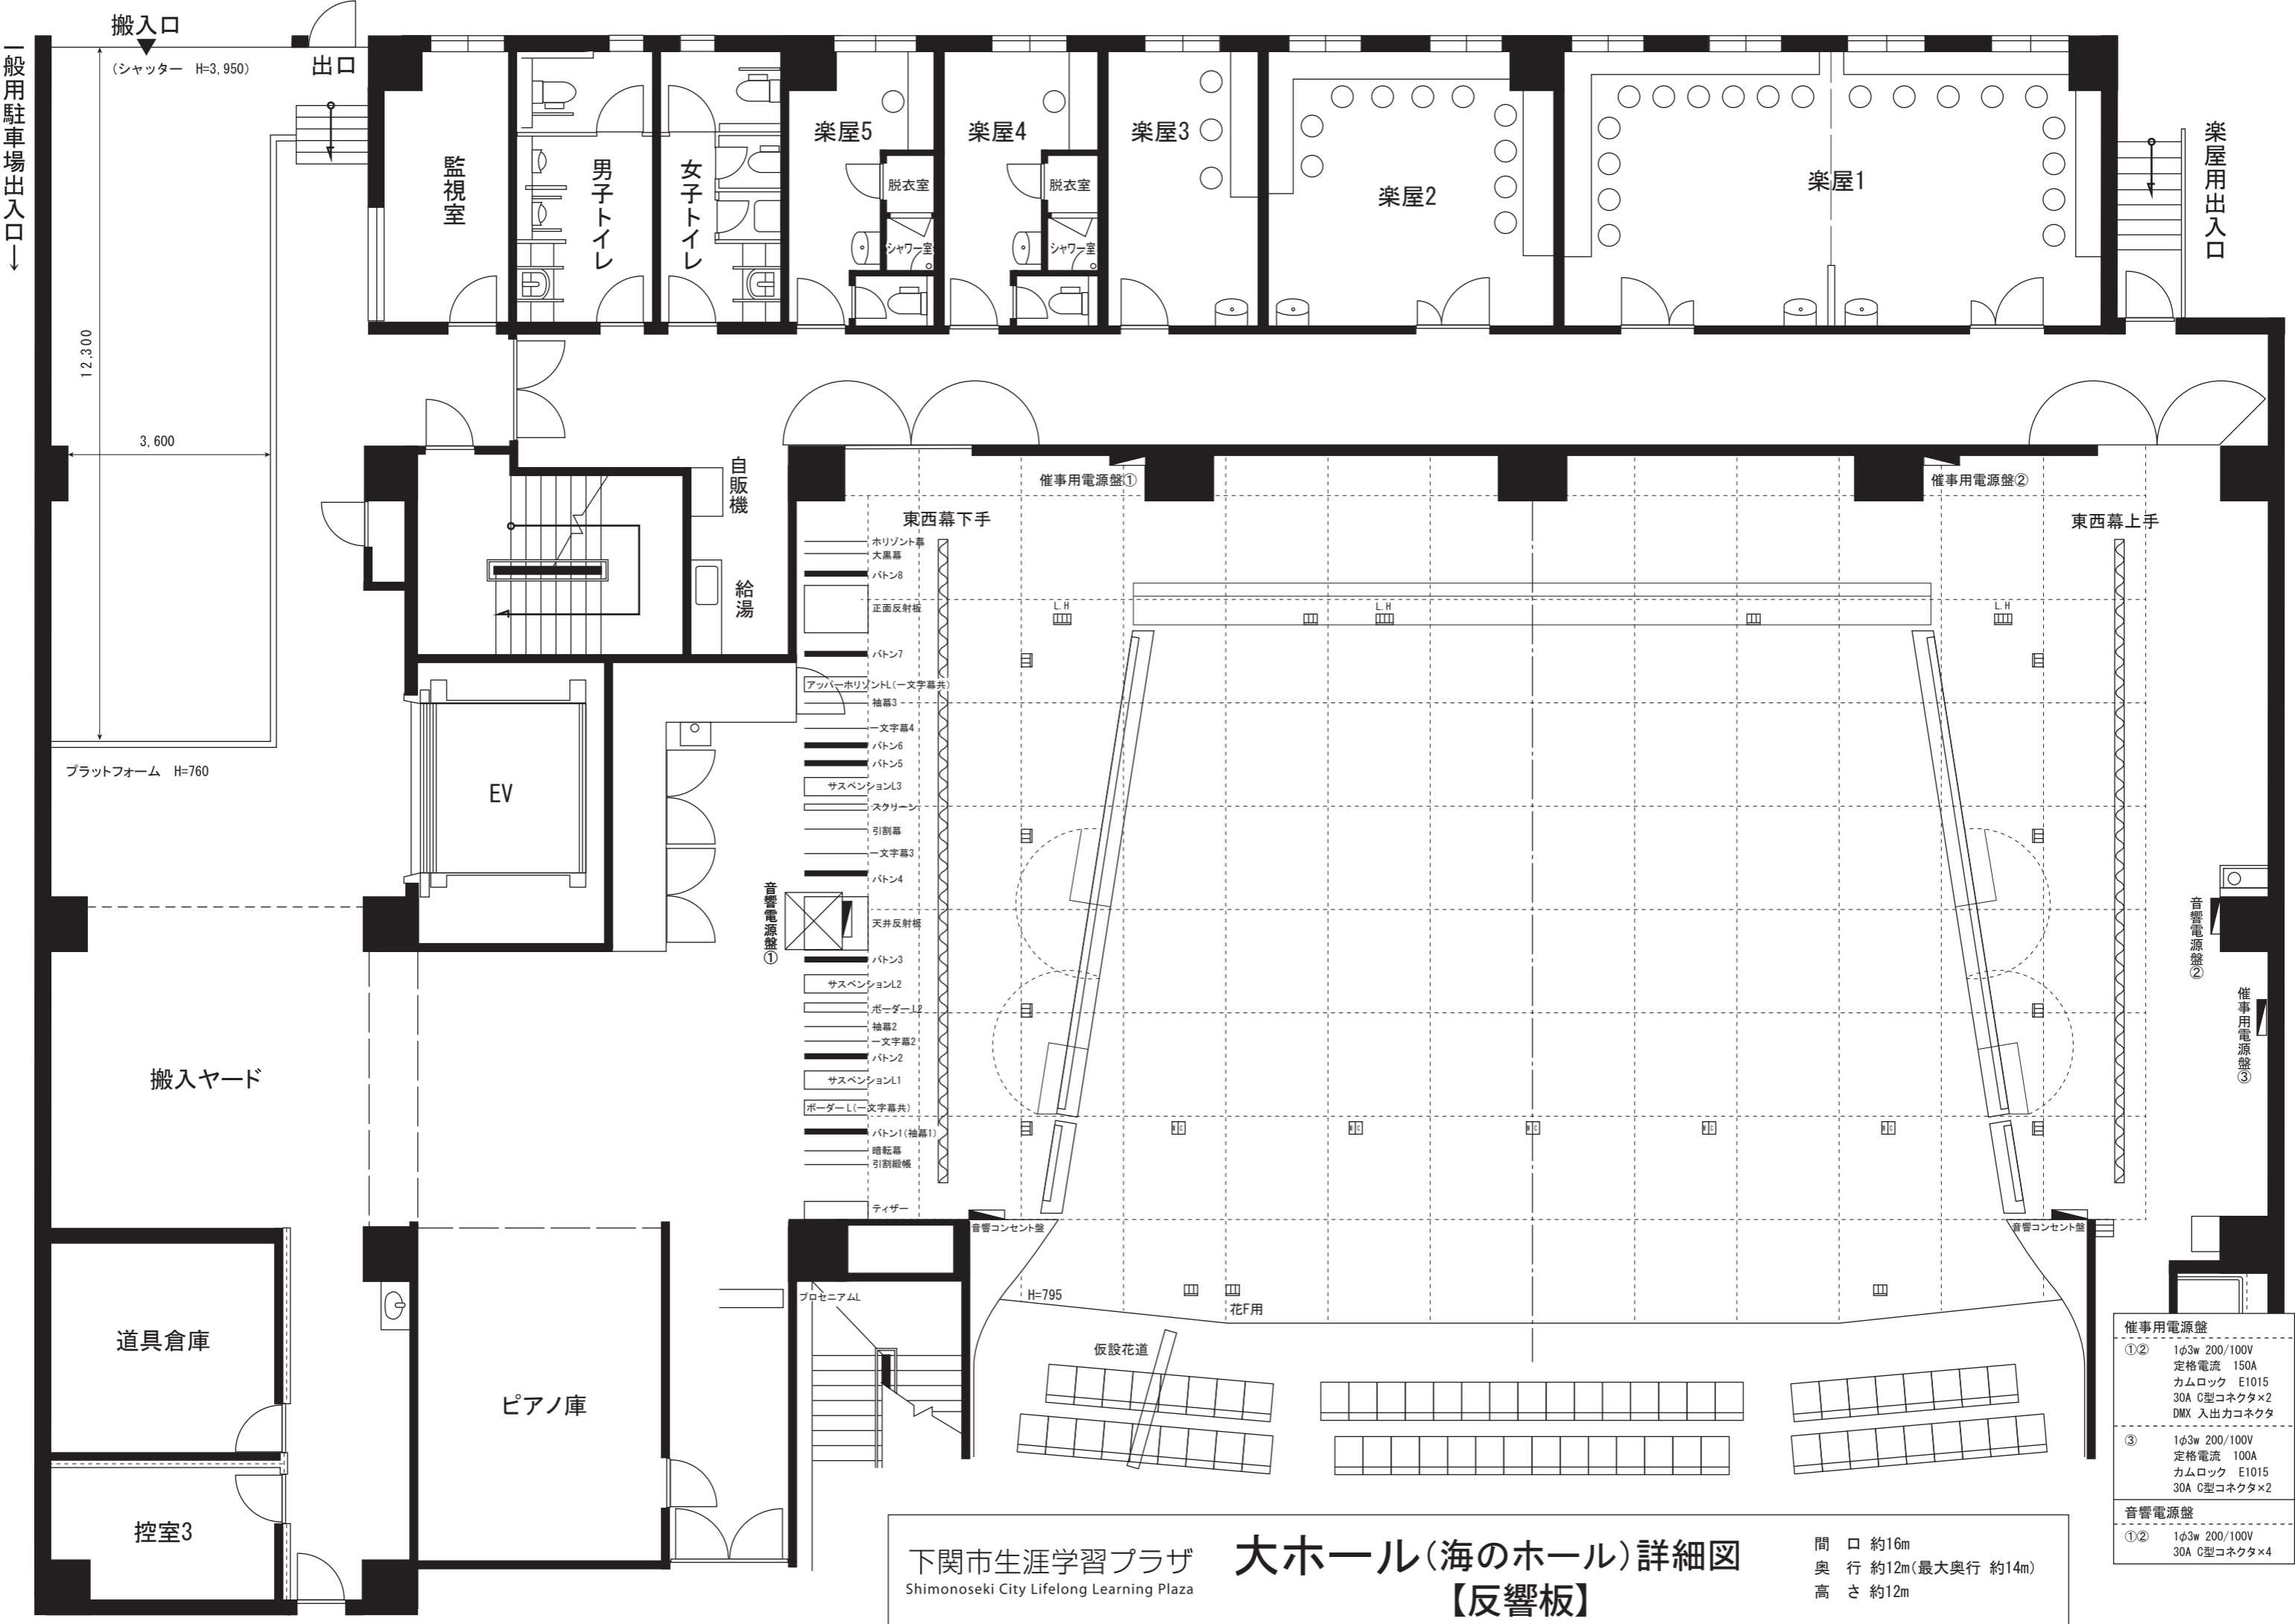 搬入口
(シャッター H=3,950)
出口
一般用駐車場出入口→
12,300
3,600
プラットフォーム H=760
監視室
男子トイレ
女子トイレ
楽屋5
脱衣室
シャワー室
楽屋4
脱衣室
シャワー室
楽屋3
楽屋2
楽屋1
楽屋用出入口
自販機
給湯
EV
搬入ヤード
道具倉庫
控室3
ピアノ庫
催事用電源盤①
催事用電源盤②
東西幕下手
東西幕上手
ホリゾント幕
大黒幕
バトン8
正面反射板
バトン7
アッパーホリゾントL(一文字幕共)
袖幕3
一文字幕4
バトン6
バトン5
サスペンションL3
スクリーン
引割幕
一文字幕3
バトン4
天井反射板
バトン3
サスペンションL2
ボーダーL2
袖幕2
一文字幕2
バトン2
サスペンションL1
ボーダーL(一文字幕共)
バトン1(袖幕1)
暗転幕
引割緞帳
ティザー
音響電源盤①
L.H
L.H
L.H
音響電源盤②
催事用電源盤③
音響コンセント盤
音響コンセント盤
プロセニアムL
H=795
花F用
仮設花道
催事用電源盤
①② 1φ3w 200/100V
定格電流 150A
カムロック E1015
30A C型コネクタ×2
DMX 入出力コネクタ
③ 1φ3w 200/100V
定格電流 100A
カムロック E1015
30A C型コネクタ×2
音響電源盤
①② 1φ3w 200/100V
30A C型コネクタ×4
下関市生涯学習プラザ
Shimonoseki City Lifelong Learning Plaza
大ホール(海のホール)詳細図
【反響板】
間 口 約16m
奥 行 約12m(最大奥行 約14m)
高 さ 約12m